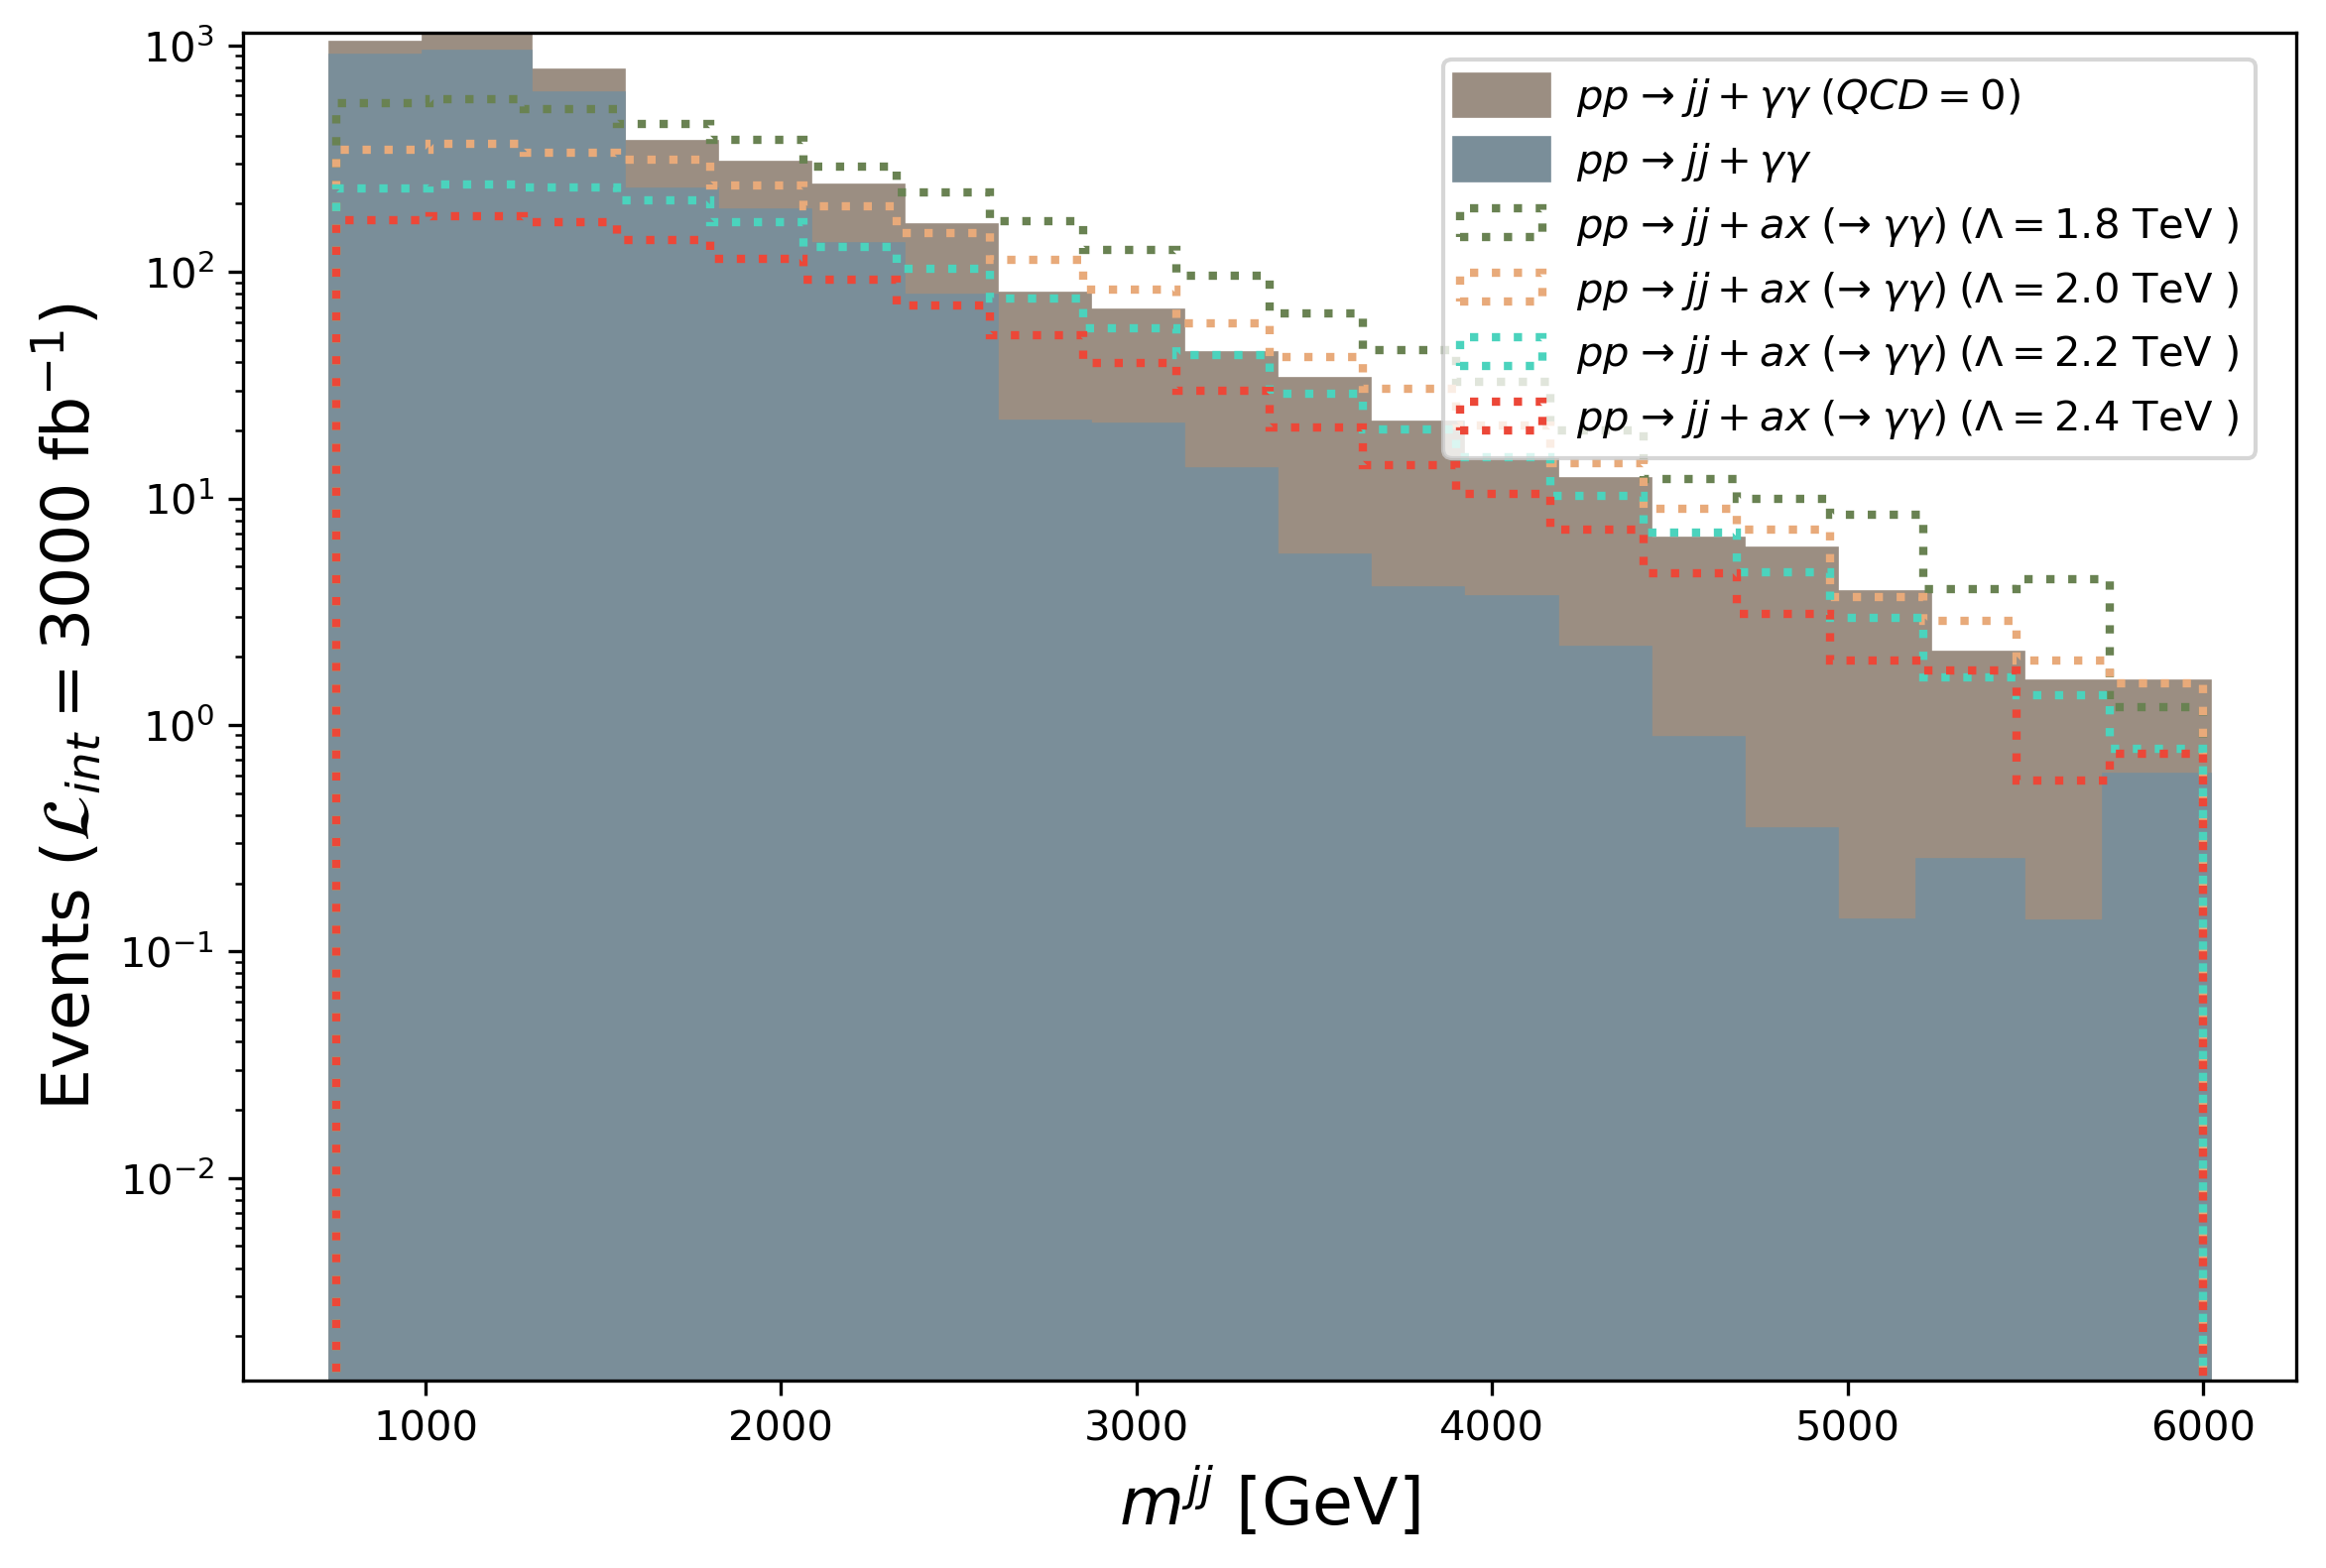 10³
10²
10¹
10⁰
10⁻¹
10⁻²
Events (ℒ_int = 3000 fb⁻¹)
pp → jj + γγ (QCD = 0)
pp → jj + γγ
pp → jj + ax (→ γγ) (Λ = 1.8 TeV )
pp → jj + ax (→ γγ) (Λ = 2.0 TeV )
pp → jj + ax (→ γγ) (Λ = 2.2 TeV )
pp → jj + ax (→ γγ) (Λ = 2.4 TeV )
1000 2000 3000 4000 5000 6000
m^jj [GeV]